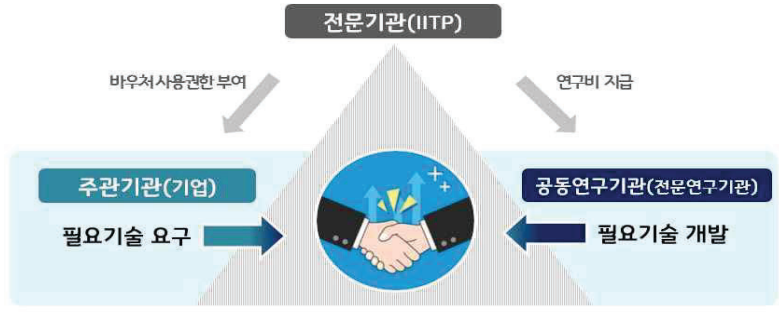 전문기관(IITP)
바우처 사용권한 부여
연구비 지급
주관기관(기업)
공동연구기관(전문연구기관)
필요기술 요구
필요기술 개발